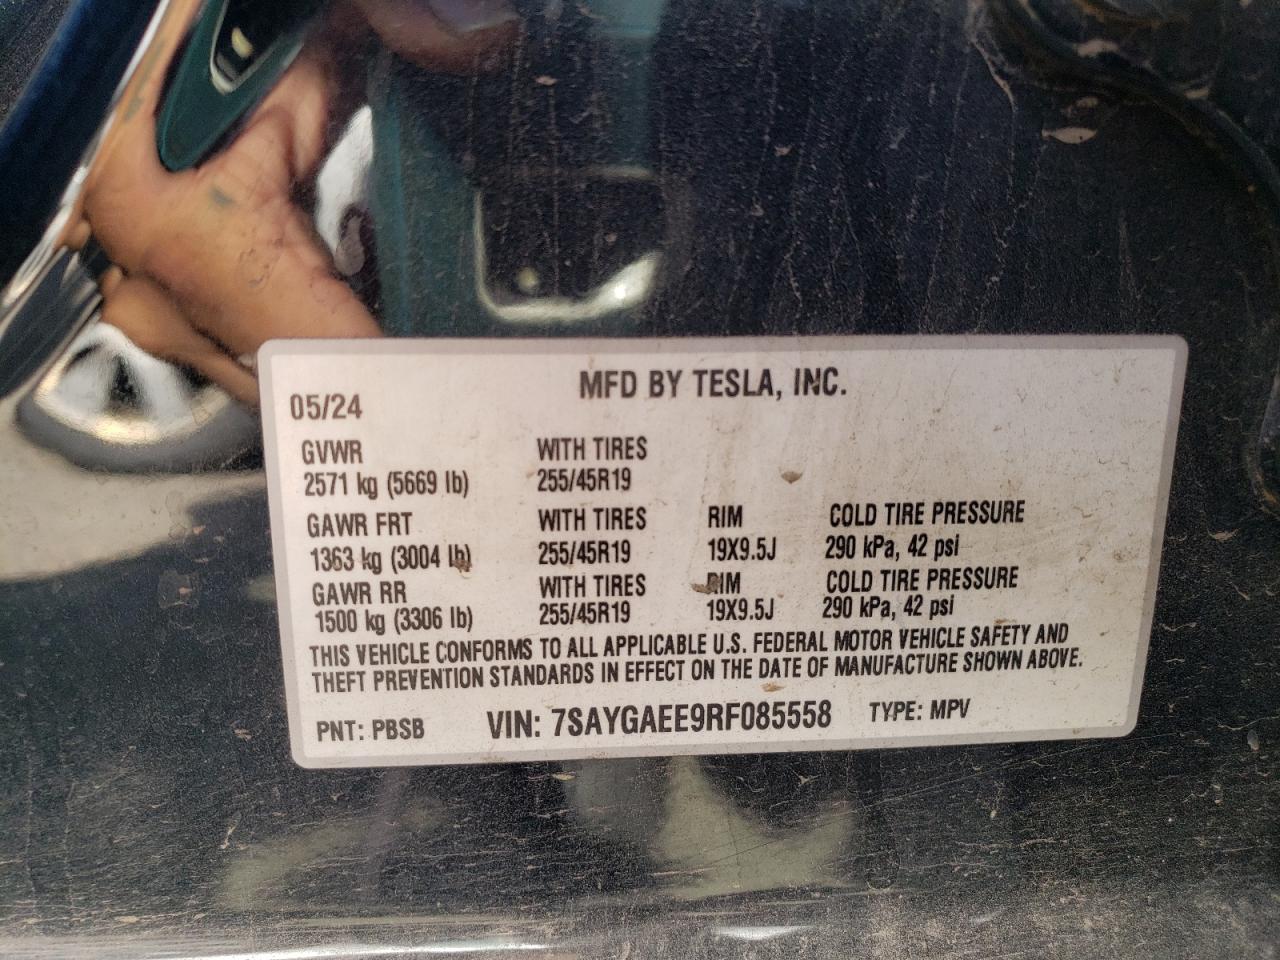 MFD BY TESLA, INC.
05/24
GVWR WITH TIRES
2571 kg (5669 lb) 255/45R19
GAWR FRT WITH TIRES RIM COLD TIRE PRESSURE
1363 kg (3004 lb) 255/45R19 19X9.5J 290 kPa, 42 psi
GAWR RR WITH TIRES RIM COLD TIRE PRESSURE
1500 kg (3306 lb) 255/45R19 19X9.5J 290 kPa, 42 psi
THIS VEHICLE CONFORMS TO ALL APPLICABLE U.S. FEDERAL MOTOR VEHICLE SAFETY AND
THEFT PREVENTION STANDARDS IN EFFECT ON THE DATE OF MANUFACTURE SHOWN ABOVE.
PNT: PBSB VIN: 7SAYGAEE9RF085558 TYPE: MPV